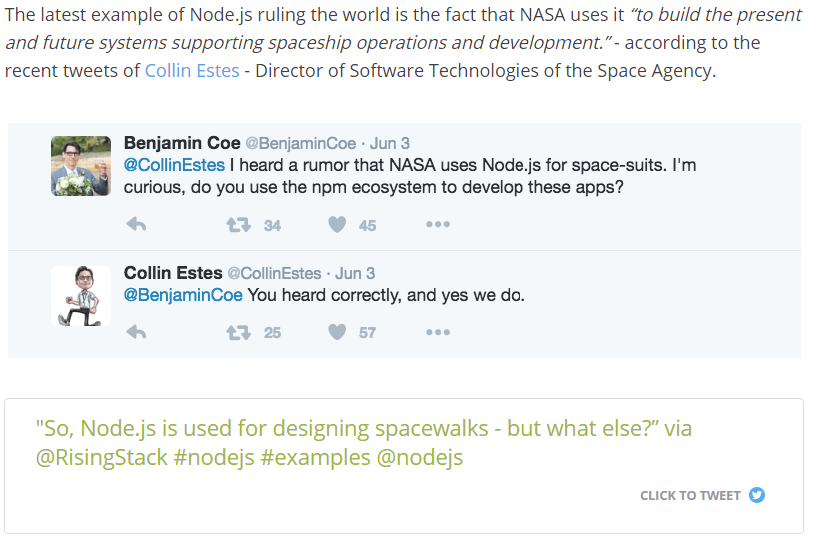 The latest example of Node.js ruling the world is the fact that NASA uses it “to build the present
and future systems supporting spaceship operations and development.” - according to the
recent tweets of Collin Estes - Director of Software Technologies of the Space Agency.
Benjamin Coe @BenjaminCoe · Jun 3
@CollinEstes I heard a rumor that NASA uses Node.js for space-suits. I'm
curious, do you use the npm ecosystem to develop these apps?
34 45
Collin Estes @CollinEstes · Jun 3
@BenjaminCoe You heard correctly, and yes we do.
25 57
"So, Node.js is used for designing spacewalks - but what else?” via
@RisingStack #nodejs #examples @nodejs
CLICK TO TWEET